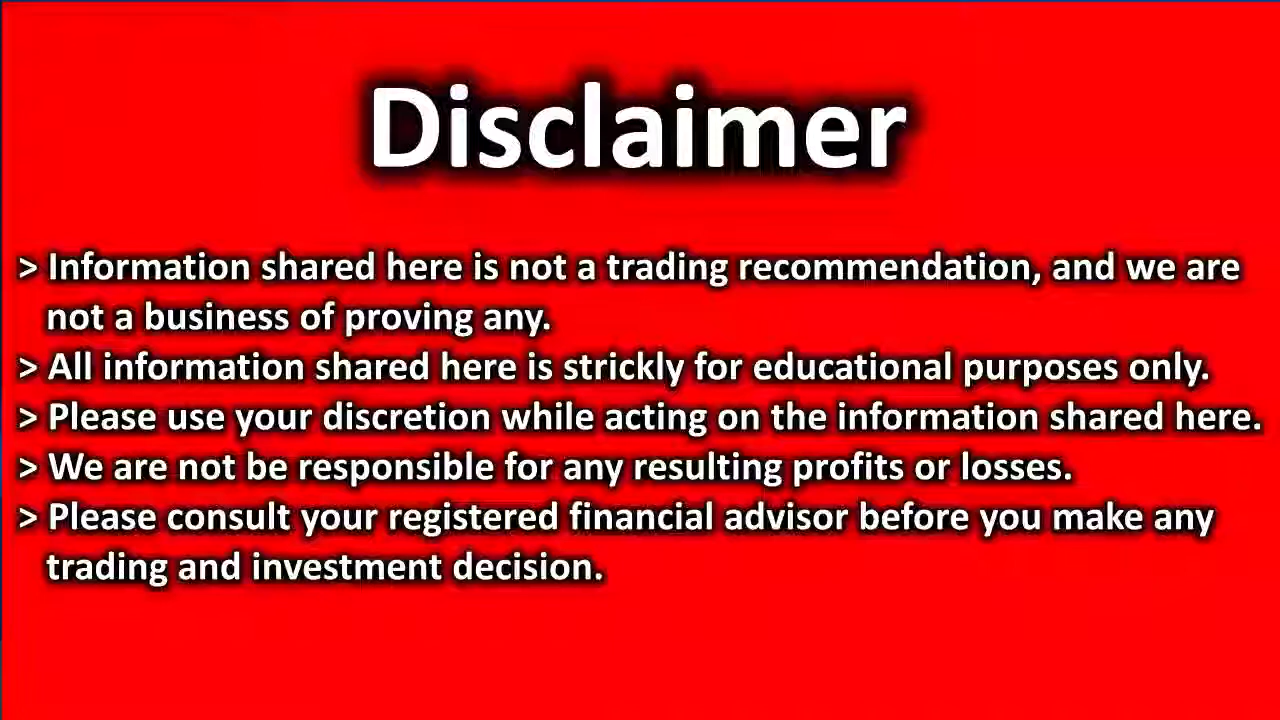 Disclaimer
> Information shared here is not a trading recommendation, and we are
not a business of proving any.
> All information shared here is strickly for educational purposes only.
> Please use your discretion while acting on the information shared here.
> We are not be responsible for any resulting profits or losses.
> Please consult your registered financial advisor before you make any
trading and investment decision.